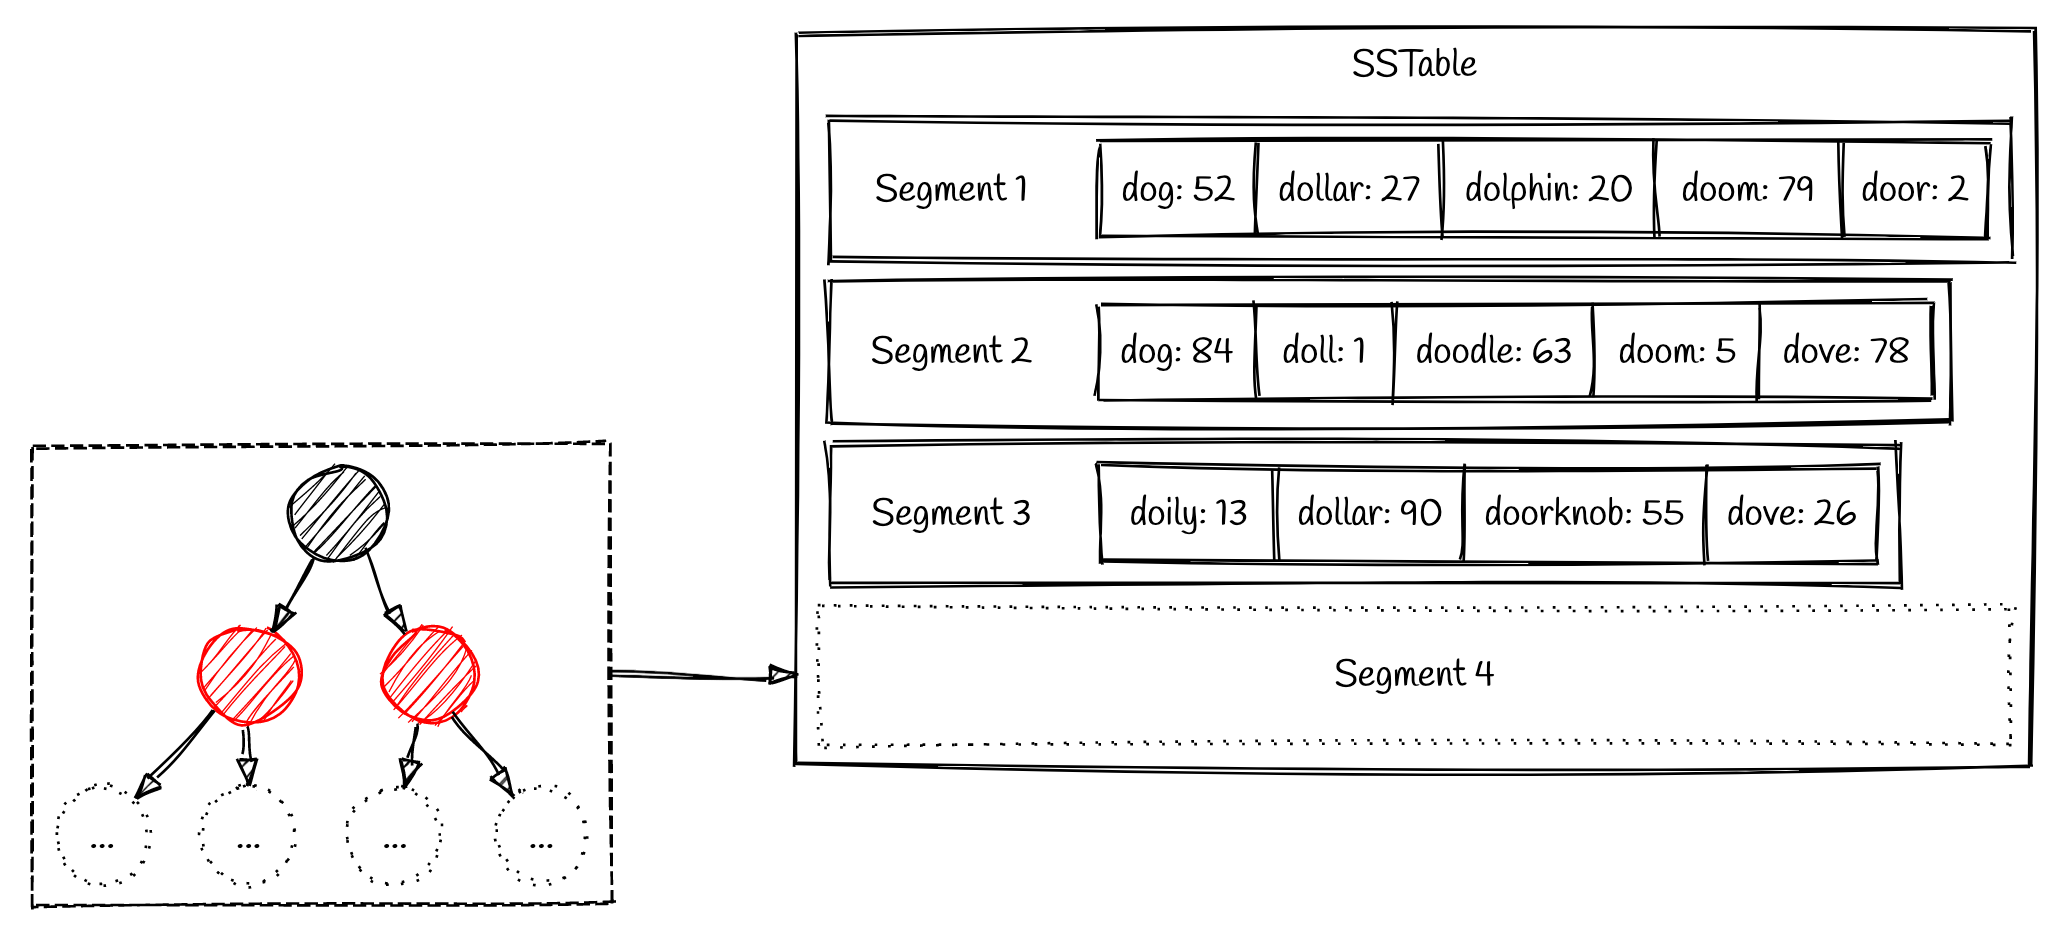 SSTable
Segment 1 dog: 52 dollar: 27 dolphin: 20 doom: 79 door: 2
Segment 2 dog: 84 doll: 1 doodle: 63 doom: 5 dove: 78
Segment 3 doily: 13 dollar: 90 doorknob: 55 dove: 26
Segment 4
... ... ... ...